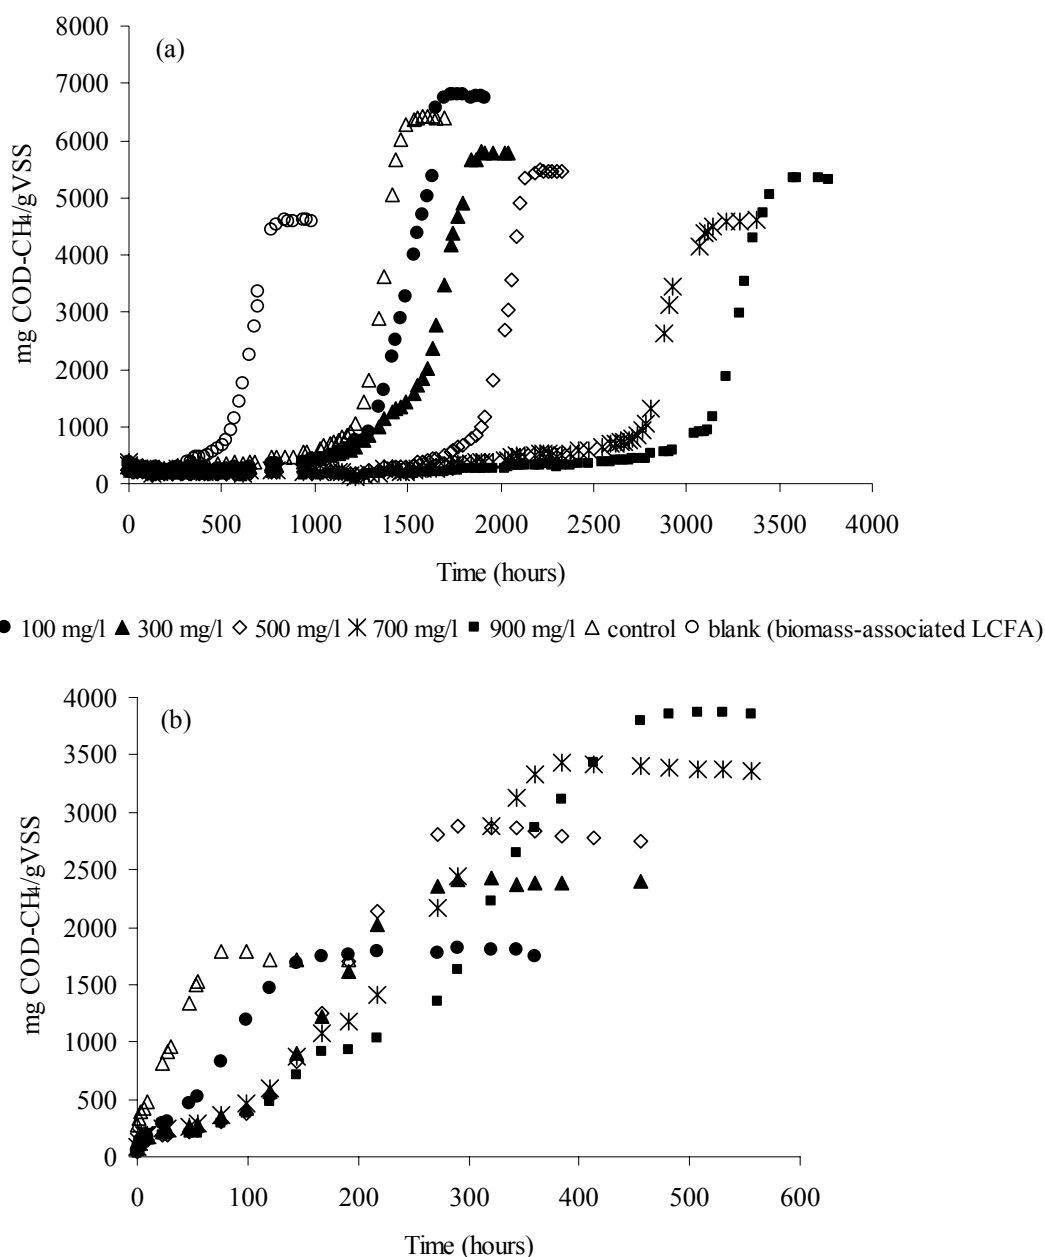 (a)
mg COD-CH4/gVSS
8000
7000
6000
5000
4000
3000
2000
1000
0
0 500 1000 1500 2000 2500 3000 3500 4000
Time (hours)
100 mg/l 300 mg/l 500 mg/l 700 mg/l 900 mg/l control blank (biomass-associated LCFA)
(b)
mg COD-CH4/gVSS
4000
3500
3000
2500
2000
1500
1000
500
0
0 100 200 300 400 500 600
Time (hours)